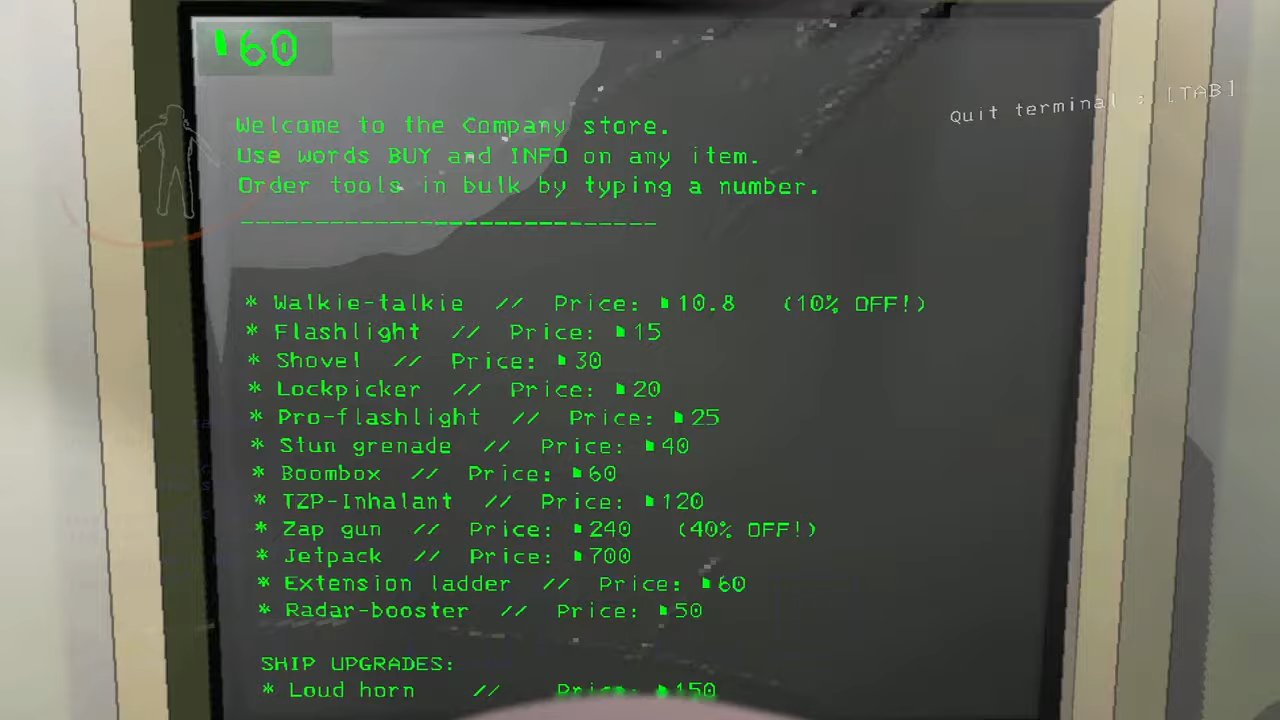 ▮60
Quit terminal : [TAB]
Welcome to the Company store.
Use words BUY and INFO on any item.
Order tools in bulk by typing a number.
____________________________
* Walkie-talkie // Price: ▮10.8 (10% OFF!)
* Flashlight // Price: ▮15
* Shovel // Price: ▮30
* Lockpicker // Price: ▮20
* Pro-flashlight // Price: ▮25
* Stun grenade // Price: ▮40
* Boombox // Price: ▮60
* TZP-Inhalant // Price: ▮120
* Zap gun // Price: ▮240 (40% OFF!)
* Jetpack // Price: ▮700
* Extension ladder // Price: ▮60
* Radar-booster // Price: ▮50
SHIP UPGRADES:
* Loud horn // Price: ▮150